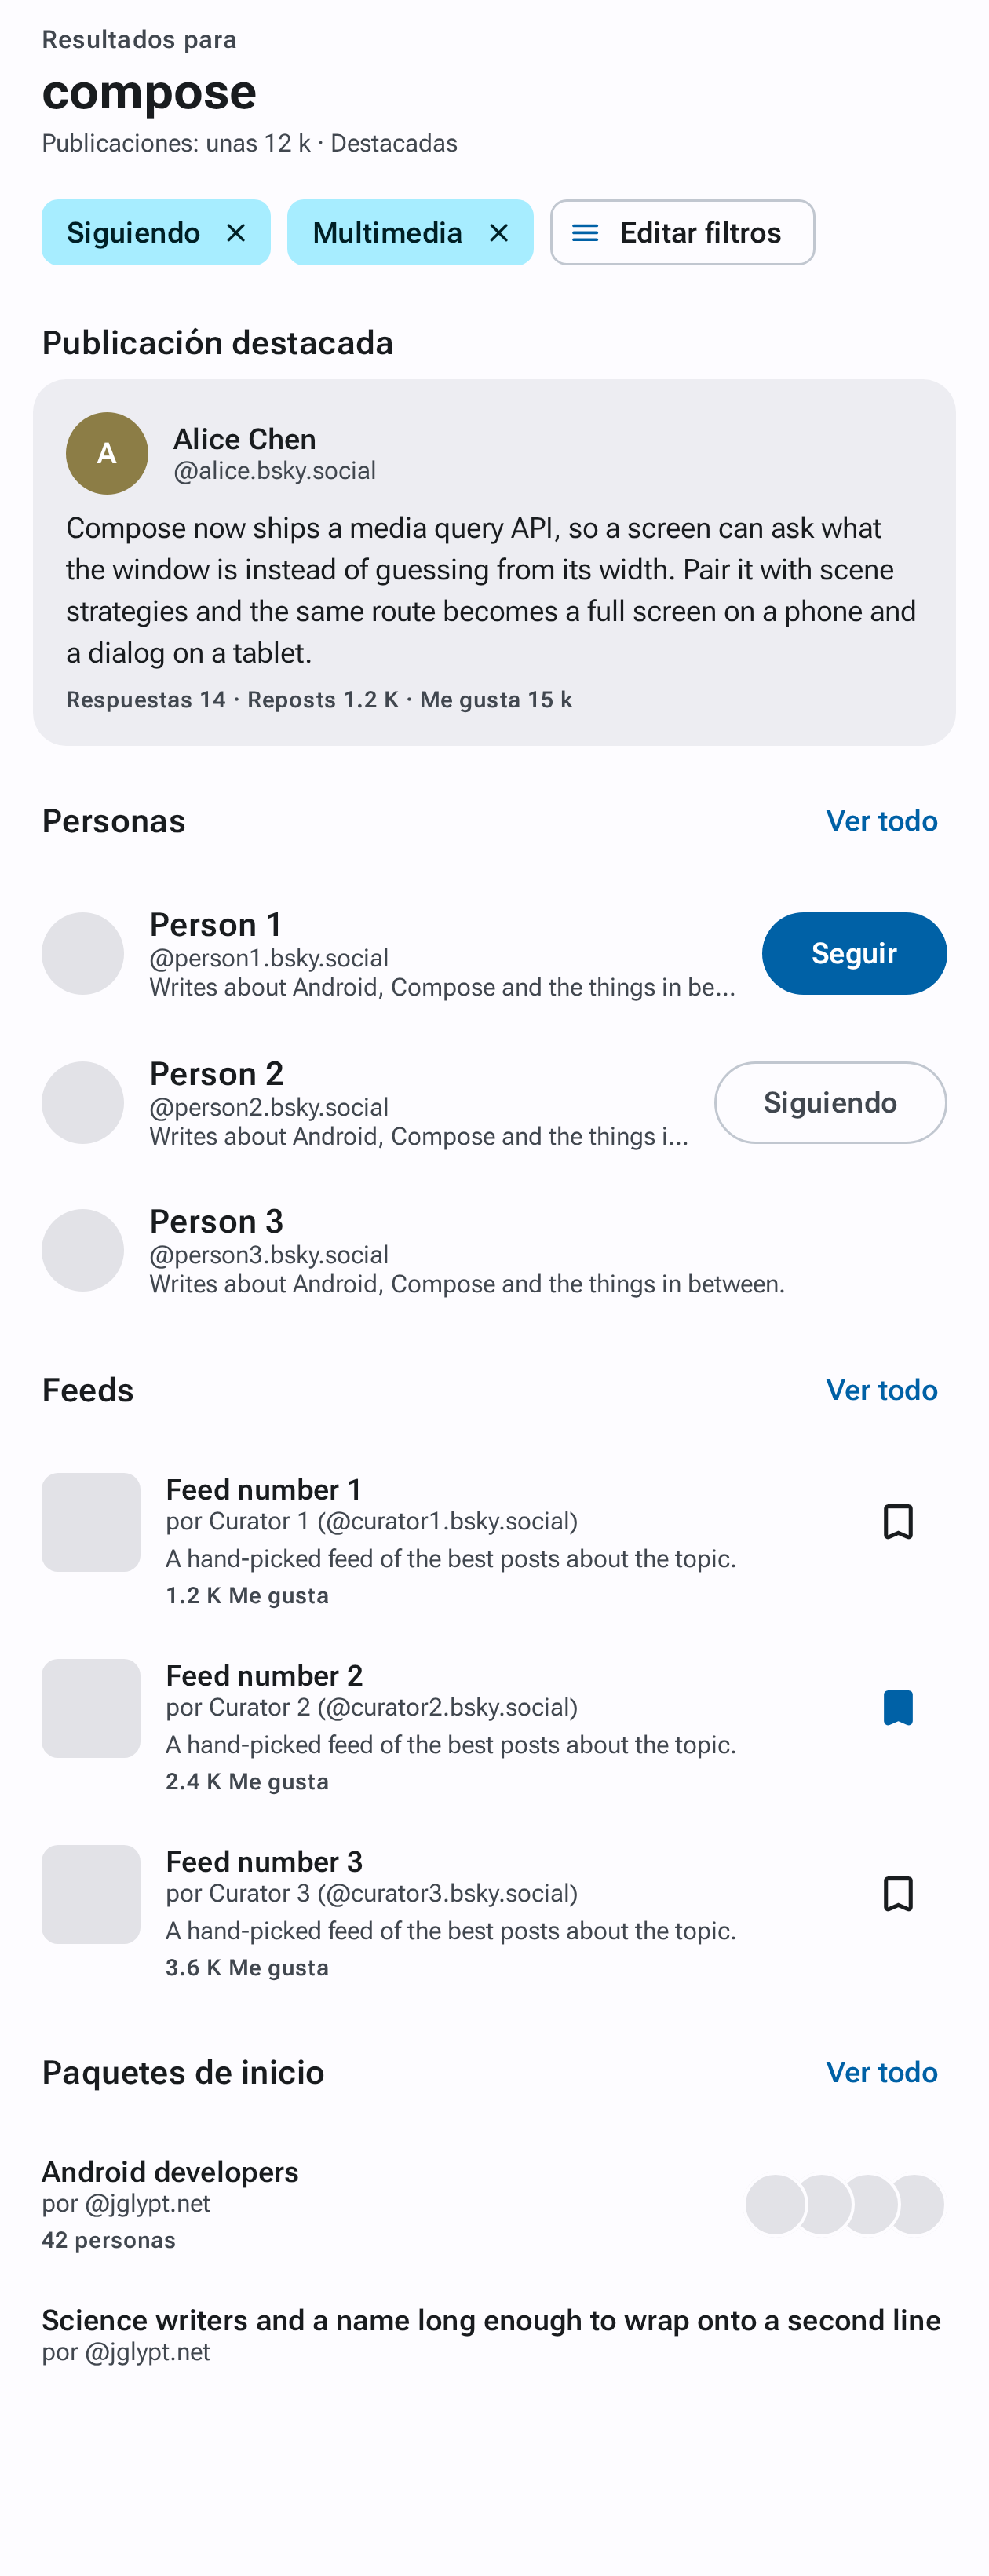 Resultados para
compose
Publicaciones: unas 12 k · Destacadas
Siguiendo
Multimedia
Editar filtros
Publicación destacada
A
Alice Chen
@alice.bsky.social
Compose now ships a media query API, so a screen can ask what
the window is instead of guessing from its width. Pair it with scene
strategies and the same route becomes a full screen on a phone and
a dialog on a tablet.
Respuestas 14 · Reposts 1.2 K · Me gusta 15 k
Personas
Ver todo
Person 1
@person1.bsky.social
Writes about Android, Compose and the things in be...
Seguir
Person 2
@person2.bsky.social
Writes about Android, Compose and the things i...
Siguiendo
Person 3
@person3.bsky.social
Writes about Android, Compose and the things in between.
Feeds
Ver todo
Feed number 1
por Curator 1 (@curator1.bsky.social)
A hand-picked feed of the best posts about the topic.
1.2 K Me gusta
Feed number 2
por Curator 2 (@curator2.bsky.social)
A hand-picked feed of the best posts about the topic.
2.4 K Me gusta
Feed number 3
por Curator 3 (@curator3.bsky.social)
A hand-picked feed of the best posts about the topic.
3.6 K Me gusta
Paquetes de inicio
Ver todo
Android developers
por @jglypt.net
42 personas
Science writers and a name long enough to wrap onto a second line
por @jglypt.net